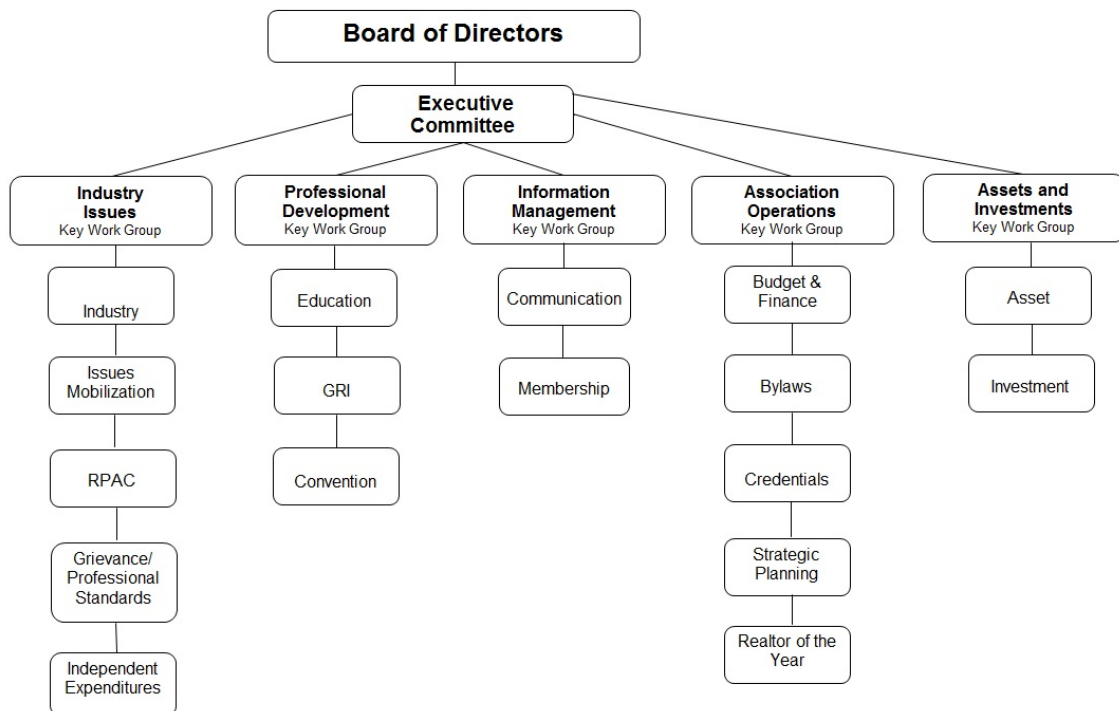 Board of Directors
Executive
Committee
Industry
Issues
Key Work Group
Professional
Development
Key Work Group
Information
Management
Key Work Group
Association
Operations
Key Work Group
Assets and
Investments
Key Work Group
Industry
Issues
Mobilization
RPAC
Grievance/
Professional
Standards
Independent
Expenditures
Education
GRI
Convention
Communication
Membership
Budget &
Finance
Bylaws
Credentials
Strategic
Planning
Realtor of the
Year
Asset
Investment